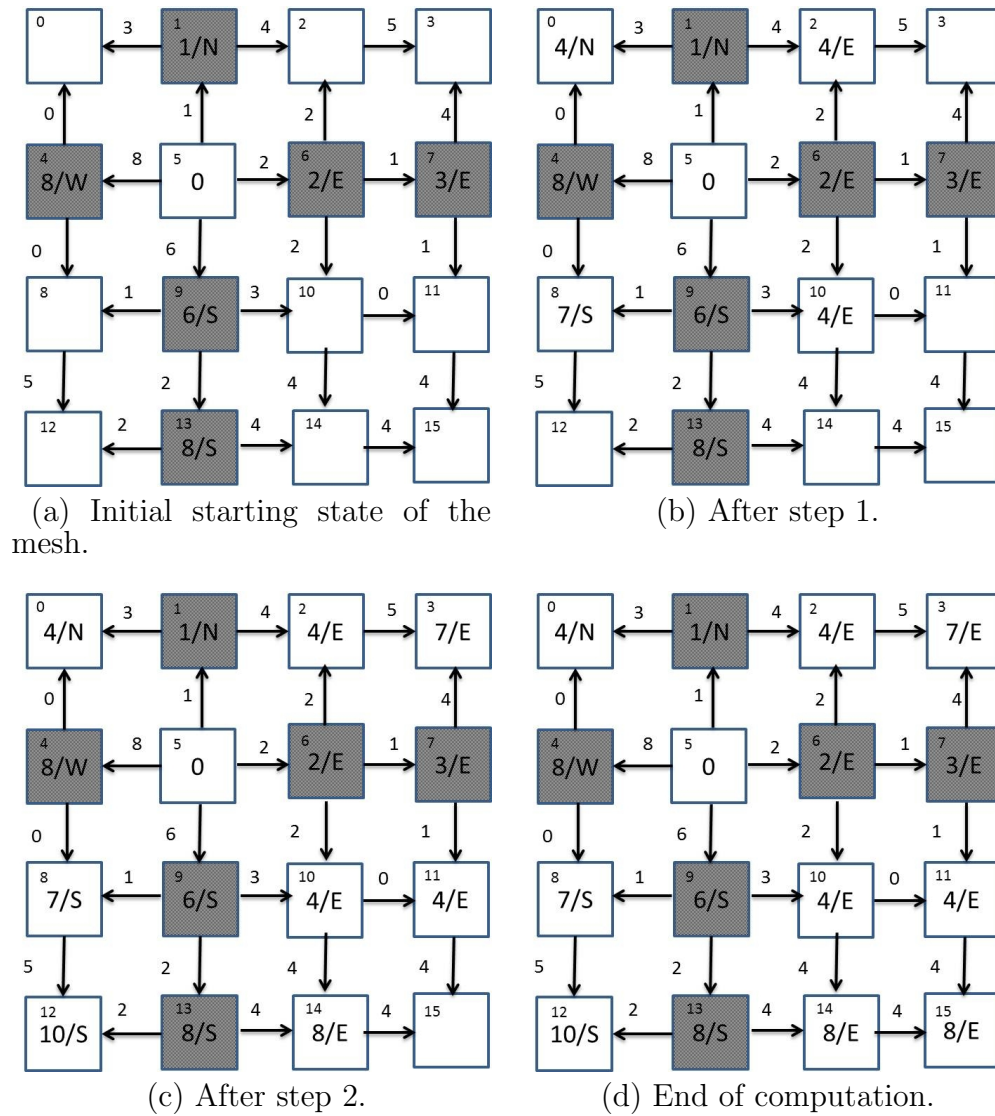 0 1 2 3
1/N
3 4 5
0 1 2 4
4 5 6 7
8/W 0 2/E 3/E
8 2 1
0 6 2 1
8 9 10 11
6/S
1 3 0
5 2 4 4
12 13 14 15
8/S
2 4 4
(a) Initial starting state of the
mesh.
0 1 2 3
4/N 1/N 4/E
3 4 5
0 1 2 4
4 5 6 7
8/W 0 2/E 3/E
8 2 1
0 6 2 1
8 9 10 11
7/S 6/S 4/E
1 3 0
5 2 4 4
12 13 14 15
8/S
2 4 4
(b) After step 1.
0 1 2 3
4/N 1/N 4/E 7/E
3 4 5
0 1 2 4
4 5 6 7
8/W 0 2/E 3/E
8 2 1
0 6 2 1
8 9 10 11
7/S 6/S 4/E 4/E
1 3 0
5 2 4 4
12 13 14 15
10/S 8/S 8/E
2 4 4
(c) After step 2.
0 1 2 3
4/N 1/N 4/E 7/E
3 4 5
0 1 2 4
4 5 6 7
8/W 0 2/E 3/E
8 2 1
0 6 2 1
8 9 10 11
7/S 6/S 4/E 4/E
1 3 0
5 2 4 4
12 13 14 15
10/S 8/S 8/E 8/E
2 4 4
(d) End of computation.